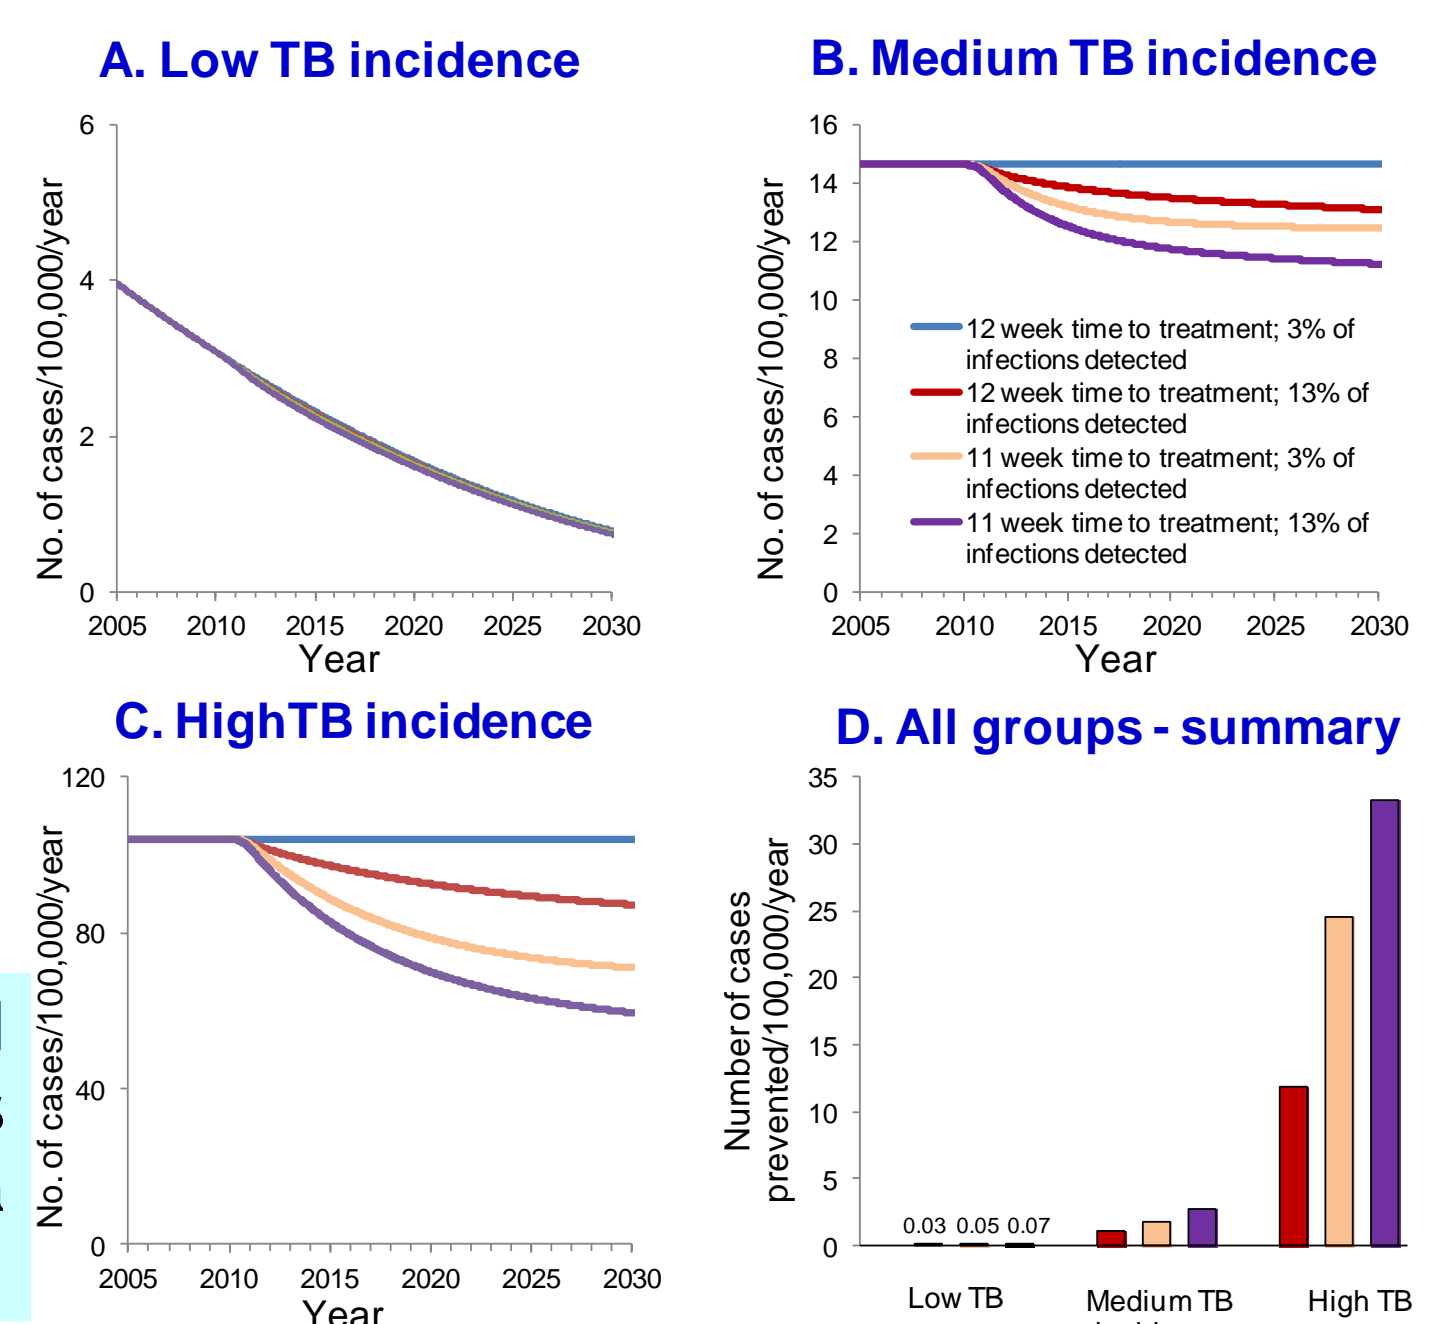 A. Low TB incidence
No. of cases/100,000/year
6
4
2
0
2005 2010 2015 2020 2025 2030
Year
B. Medium TB incidence
No. of cases/100,000/year
16
14
12
10
8
6
4
2
0
12 week time to treatment; 3% of
infections detected
12 week time to treatment; 13% of
infections detected
11 week time to treatment; 3% of
infections detected
11 week time to treatment; 13% of
infections detected
2005 2010 2015 2020 2025 2030
Year
C. HighTB incidence
No. of cases/100,000/year
120
80
40
0
2005 2010 2015 2020 2025 2030
Year
D. All groups - summary
Number of cases
prevented/100,000/year
35
30
25
20
15
10
5
0
0.03 0.05 0.07
Low TB Medium TB High TB